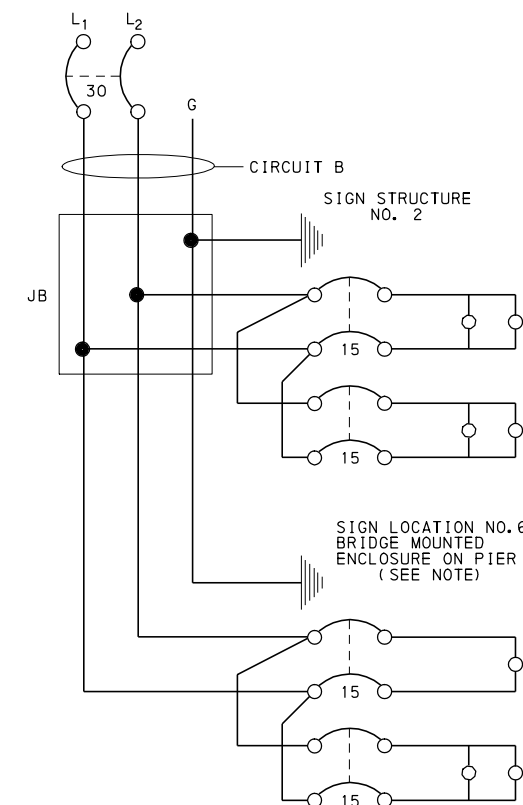 L1 L2
30
G
CIRCUIT B
SIGN STRUCTURE
NO. 2
JB
15
15
SIGN LOCATION NO.6
BRIDGE MOUNTED
ENCLOSURE ON PIER
(SEE NOTE)
15
15